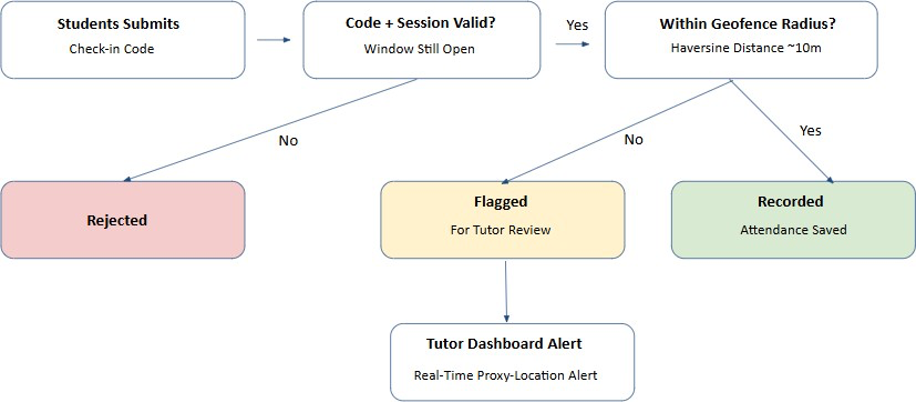 Students Submits
Check-in Code
Code + Session Valid?
Window Still Open
Yes
Within Geofence Radius?
Haversine Distance ~10m
No
No
Yes
Rejected
Flagged
For Tutor Review
Recorded
Attendance Saved
Tutor Dashboard Alert
Real-Time Proxy-Location Alert